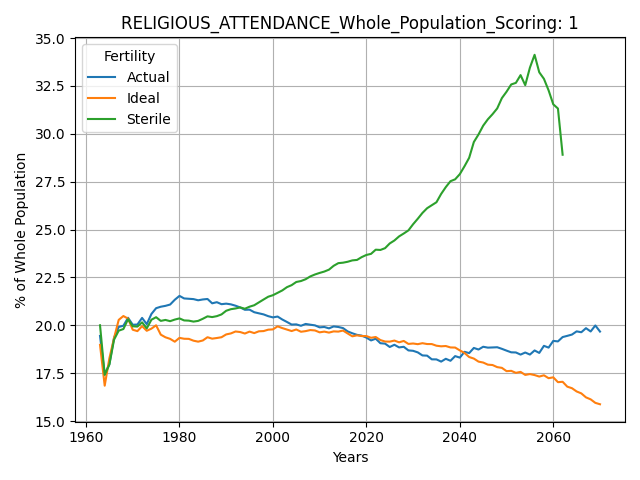 RELIGIOUS_ATTENDANCE_Whole_Population_Scoring: 1
Fertility
Actual
Ideal
Sterile
% of Whole Population
35.0
32.5
30.0
27.5
25.0
22.5
20.0
17.5
15.0
1960 1980 2000 2020 2040 2060
Years